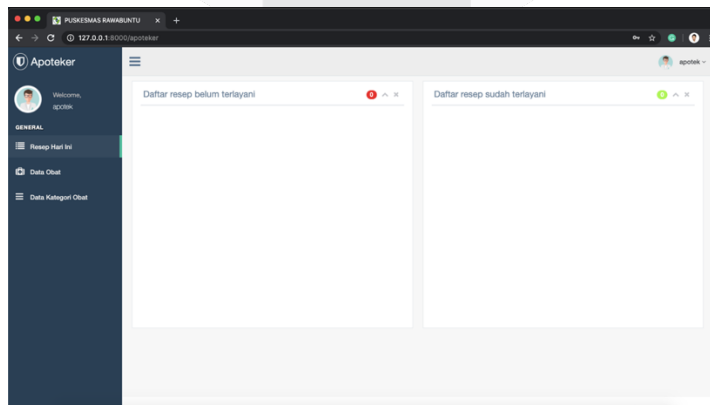 PUSKESMAS RAWABUNTU
127.0.0.1:8000/apoteker
Apoteker
apotek
Welcome,
apotek
GENERAL
Resep Hari Ini
Data Obat
Data Kategori Obat
Daftar resep belum terlayani
0
Daftar resep sudah terlayani
0